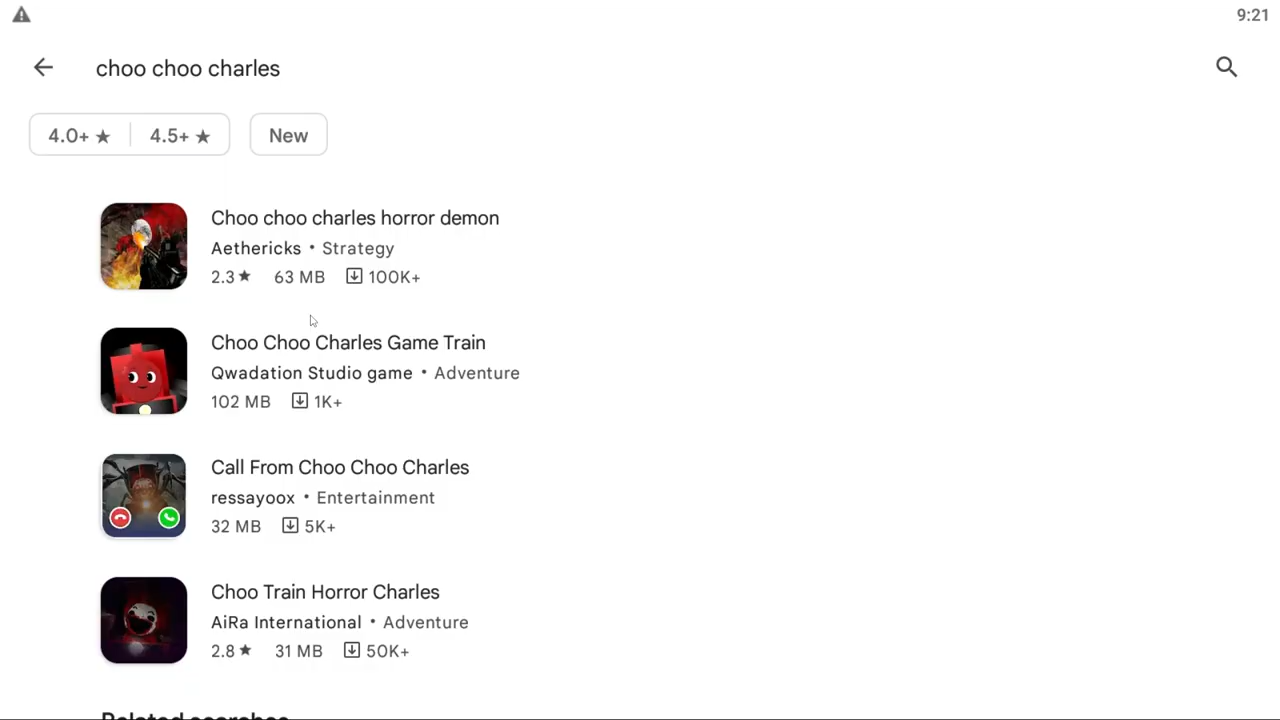 9:21
choo choo charles
4.0+ ★ 4.5+ ★ New
Choo choo charles horror demon
Aethericks • Strategy
2.3 ★ 63 MB 100K+
Choo Choo Charles Game Train
Qwadation Studio game • Adventure
102 MB 1K+
Call From Choo Choo Charles
ressayoox • Entertainment
32 MB 5K+
Choo Train Horror Charles
AiRa International • Adventure
2.8 ★ 31 MB 50K+
Related searches